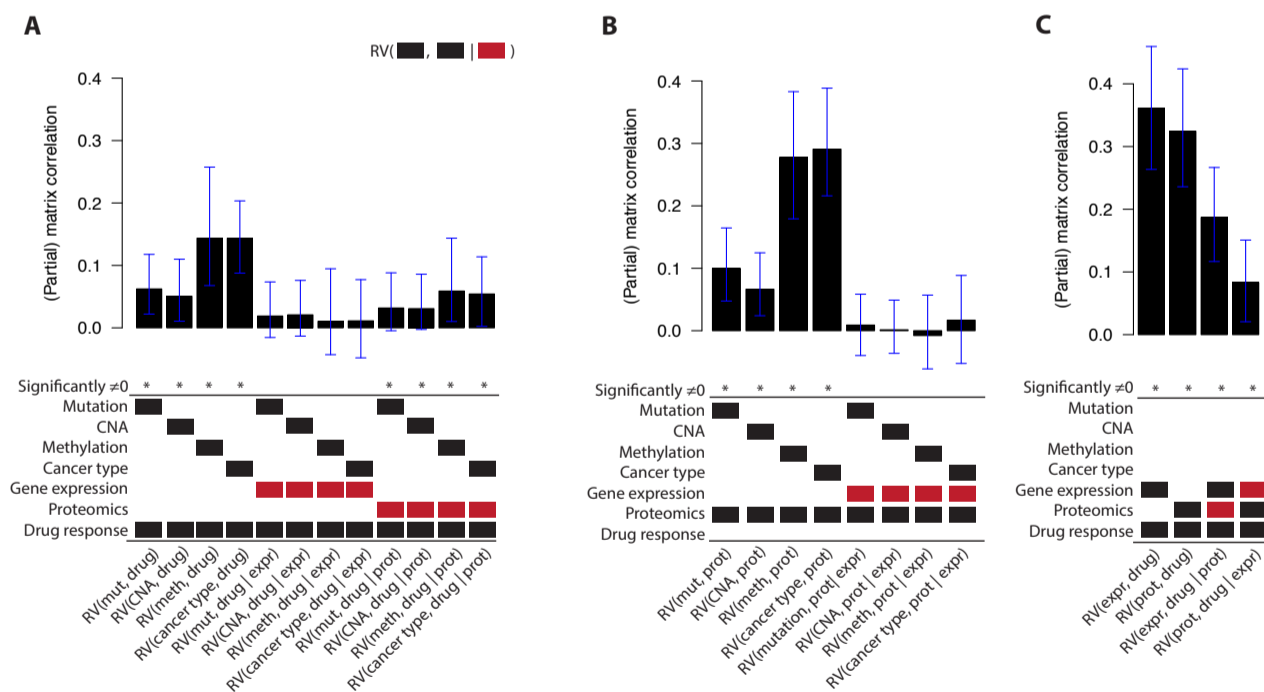 A
RV( , | )
(Partial) matrix correlation
0.4
0.3
0.2
0.1
0.0
Significantly ≠0 * * * * * * * *
Mutation
CNA
Methylation
Cancer type
Gene expression
Proteomics
Drug response
RV(mut, drug)
RV(CNA, drug)
RV(meth, drug)
RV(cancer type, drug)
RV(mut, drug | expr)
RV(CNA, drug | expr)
RV(meth, drug | expr)
RV(cancer type, drug | expr)
RV(mut, drug | prot)
RV(CNA, drug | prot)
RV(meth, drug | prot)
RV(cancer type, drug | prot)
B
(Partial) matrix correlation
0.4
0.3
0.2
0.1
0.0
Significantly ≠0 * * * *
Mutation
CNA
Methylation
Cancer type
Gene expression
Proteomics
Drug response
RV(mut, prot)
RV(CNA, prot)
RV(meth, prot)
RV(cancer type, prot)
RV(mutation, prot| expr)
RV(CNA, prot | expr)
RV(meth, prot | expr)
RV(cancer type, prot | expr)
C
(Partial) matrix correlation
0.4
0.3
0.2
0.1
0.0
Significantly ≠0 * * * *
Mutation
CNA
Methylation
Cancer type
Gene expression
Proteomics
Drug response
RV(expr, drug)
RV(prot, drug)
RV(expr, drug | prot)
RV(prot, drug | expr)